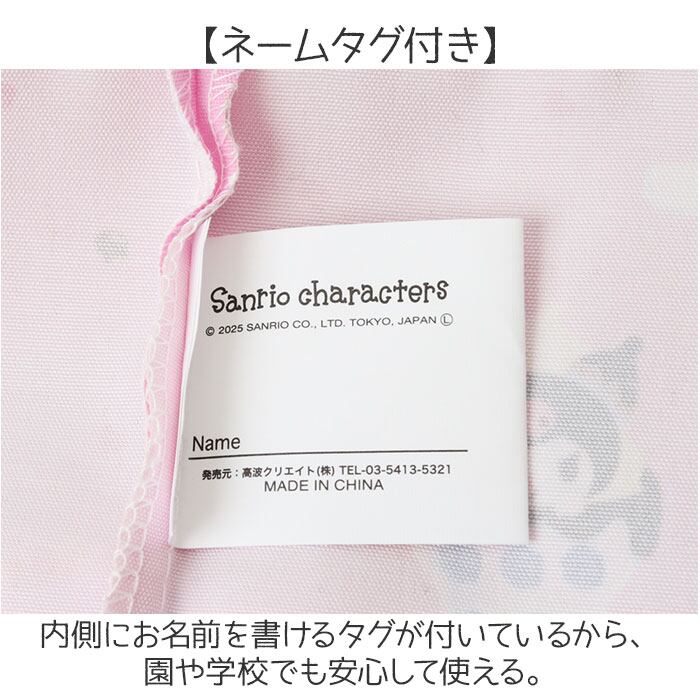 【ネームタグ付き】
Sanrio characters
© 2025 SANRIO CO., LTD. TOKYO, JAPAN Ⓛ
Name
発売元：高波クリエイト(株) TEL-03-5413-5321
MADE IN CHINA
内側にお名前を書けるタグが付いているから、
園や学校でも安心して使える。